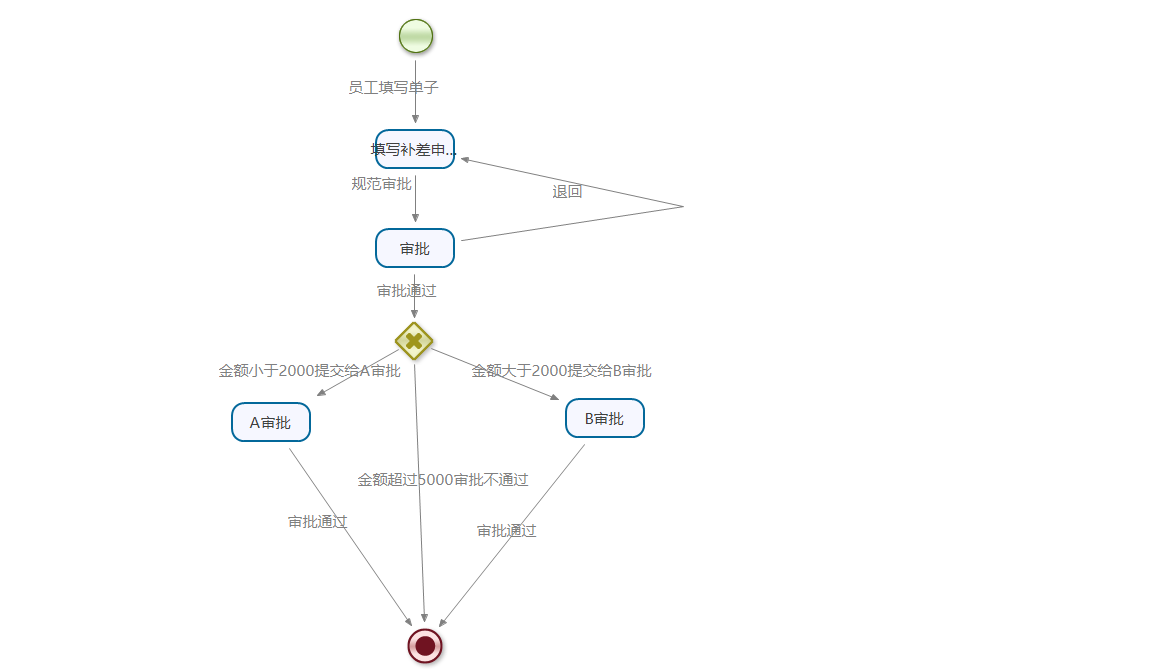 员工填写单子
填写补差申...
规范审批
退回
审批
审批通过
金额小于2000提交给A审批
金额大于2000提交给B审批
A审批
B审批
金额超过5000审批不通过
审批通过
审批通过